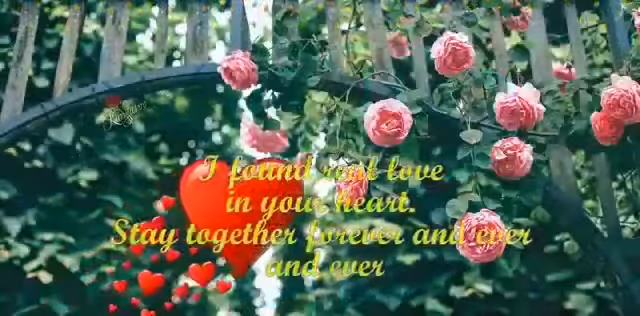 I found real love
in your heart.
Stay together forever and ever
and ever